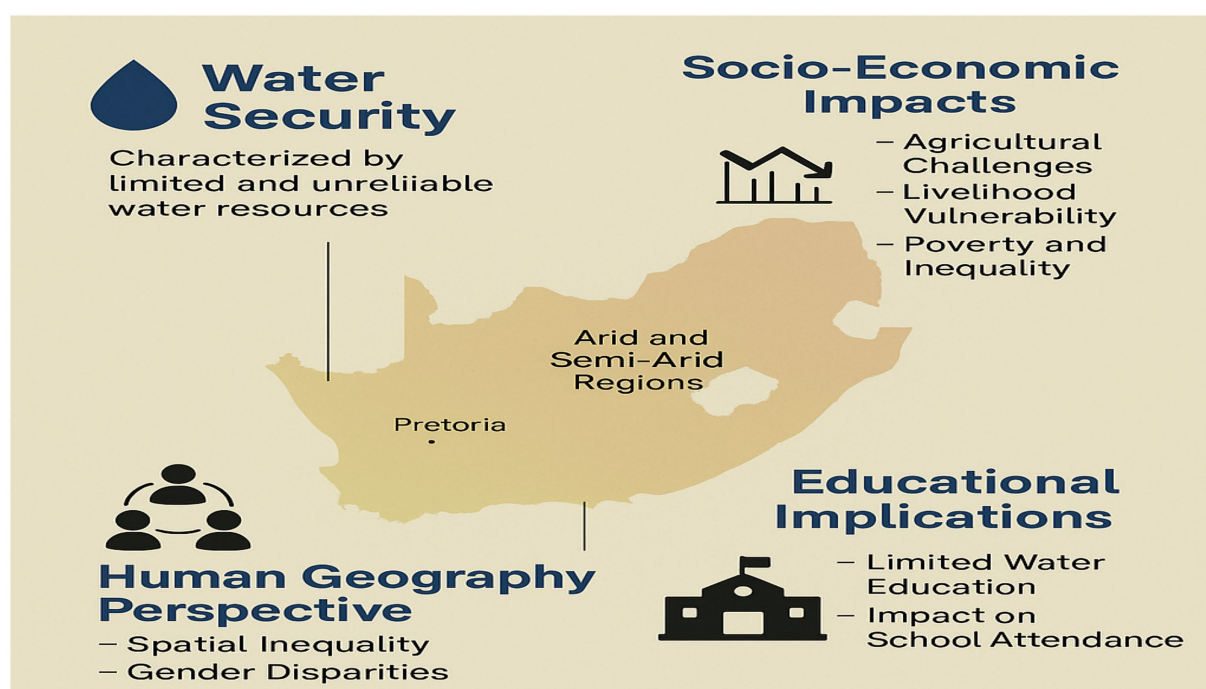 Water
Security
Characterized by
limited and unreliiable
water resources
Socio-Economic
Impacts
– Agricultural
Challenges
– Livelihood
Vulnerability
– Poverty and
Inequality
Arid and
Semi-Arid
Regions
Pretoria
Human Geography
Perspective
– Spatial Inequality
– Gender Disparities
Educational
Implications
– Limited Water
Education
– Impact on
School Attendance